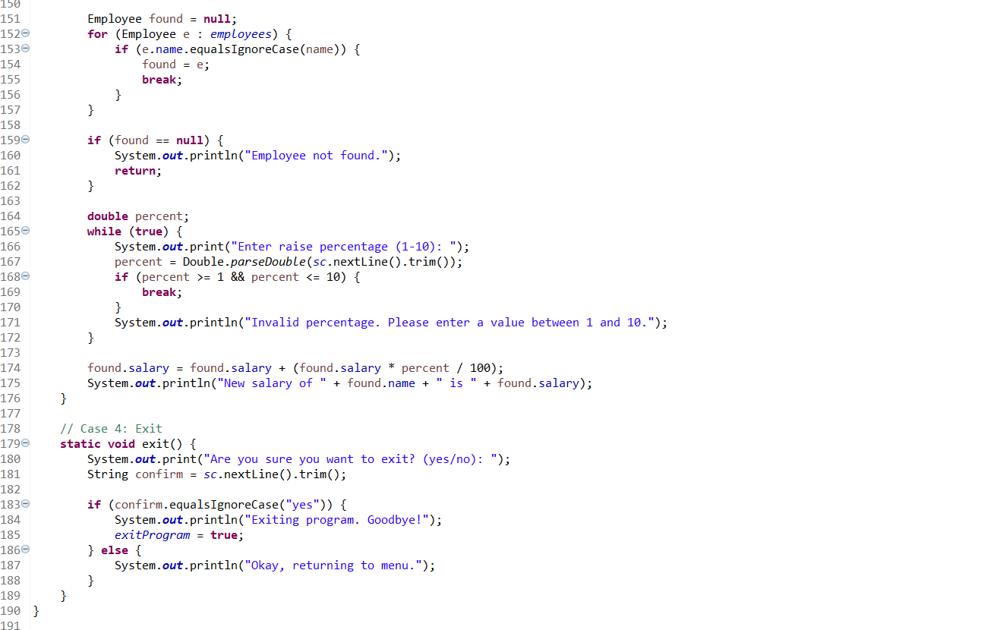 150
151        Employee found = null;
152        for (Employee e : employees) {
153            if (e.name.equalsIgnoreCase(name)) {
154                found = e;
155                break;
156            }
157        }
158
159        if (found == null) {
160            System.out.println("Employee not found.");
161            return;
162        }
163
164        double percent;
165        while (true) {
166            System.out.print("Enter raise percentage (1-10): ");
167            percent = Double.parseDouble(sc.nextLine().trim());
168            if (percent >= 1 && percent <= 10) {
169                break;
170            }
171            System.out.println("Invalid percentage. Please enter a value between 1 and 10.");
172        }
173
174        found.salary = found.salary + (found.salary * percent / 100);
175        System.out.println("New salary of " + found.name + " is " + found.salary);
176    }
177
178    // Case 4: Exit
179    static void exit() {
180        System.out.print("Are you sure you want to exit? (yes/no): ");
181        String confirm = sc.nextLine().trim();
182
183        if (confirm.equalsIgnoreCase("yes")) {
184            System.out.println("Exiting program. Goodbye!");
185            exitProgram = true;
186        } else {
187            System.out.println("Okay, returning to menu.");
188        }
189    }
190 }
191